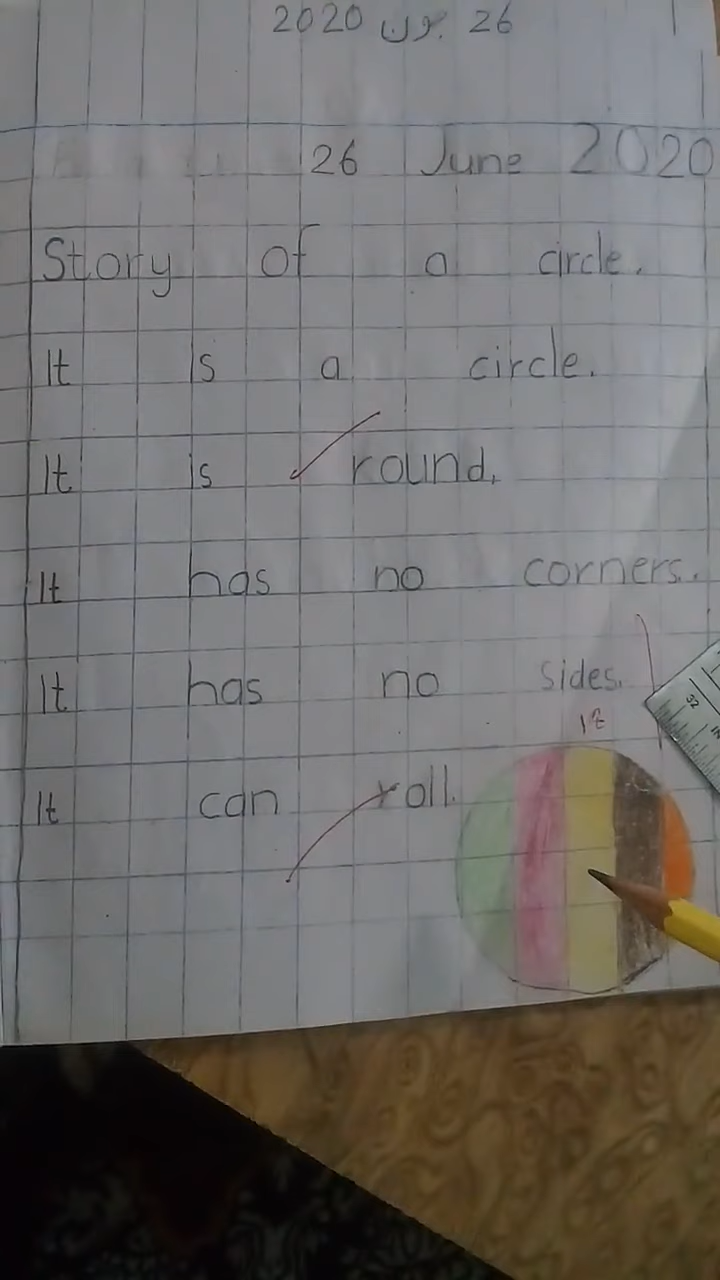 26 جون 2020
26 June 2020
Story of a circle.
It is a circle.
It is round.
It has no corners.
It has no sides.
It can roll.
32